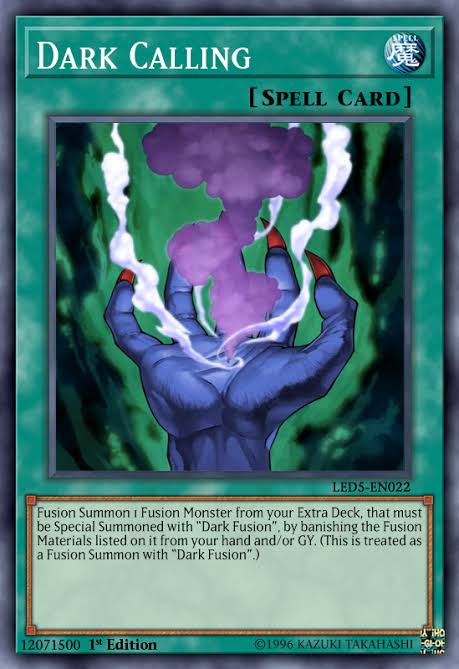 DARK CALLING
SPELL
魔
[SPELL CARD]
LED5-EN022
Fusion Summon 1 Fusion Monster from your Extra Deck, that must
be Special Summoned with "Dark Fusion", by banishing the Fusion
Materials listed on it from your hand and/or GY. (This is treated as
a Fusion Summon with "Dark Fusion".)
12071500 1st Edition ©1996 KAZUKI TAKAHASHI